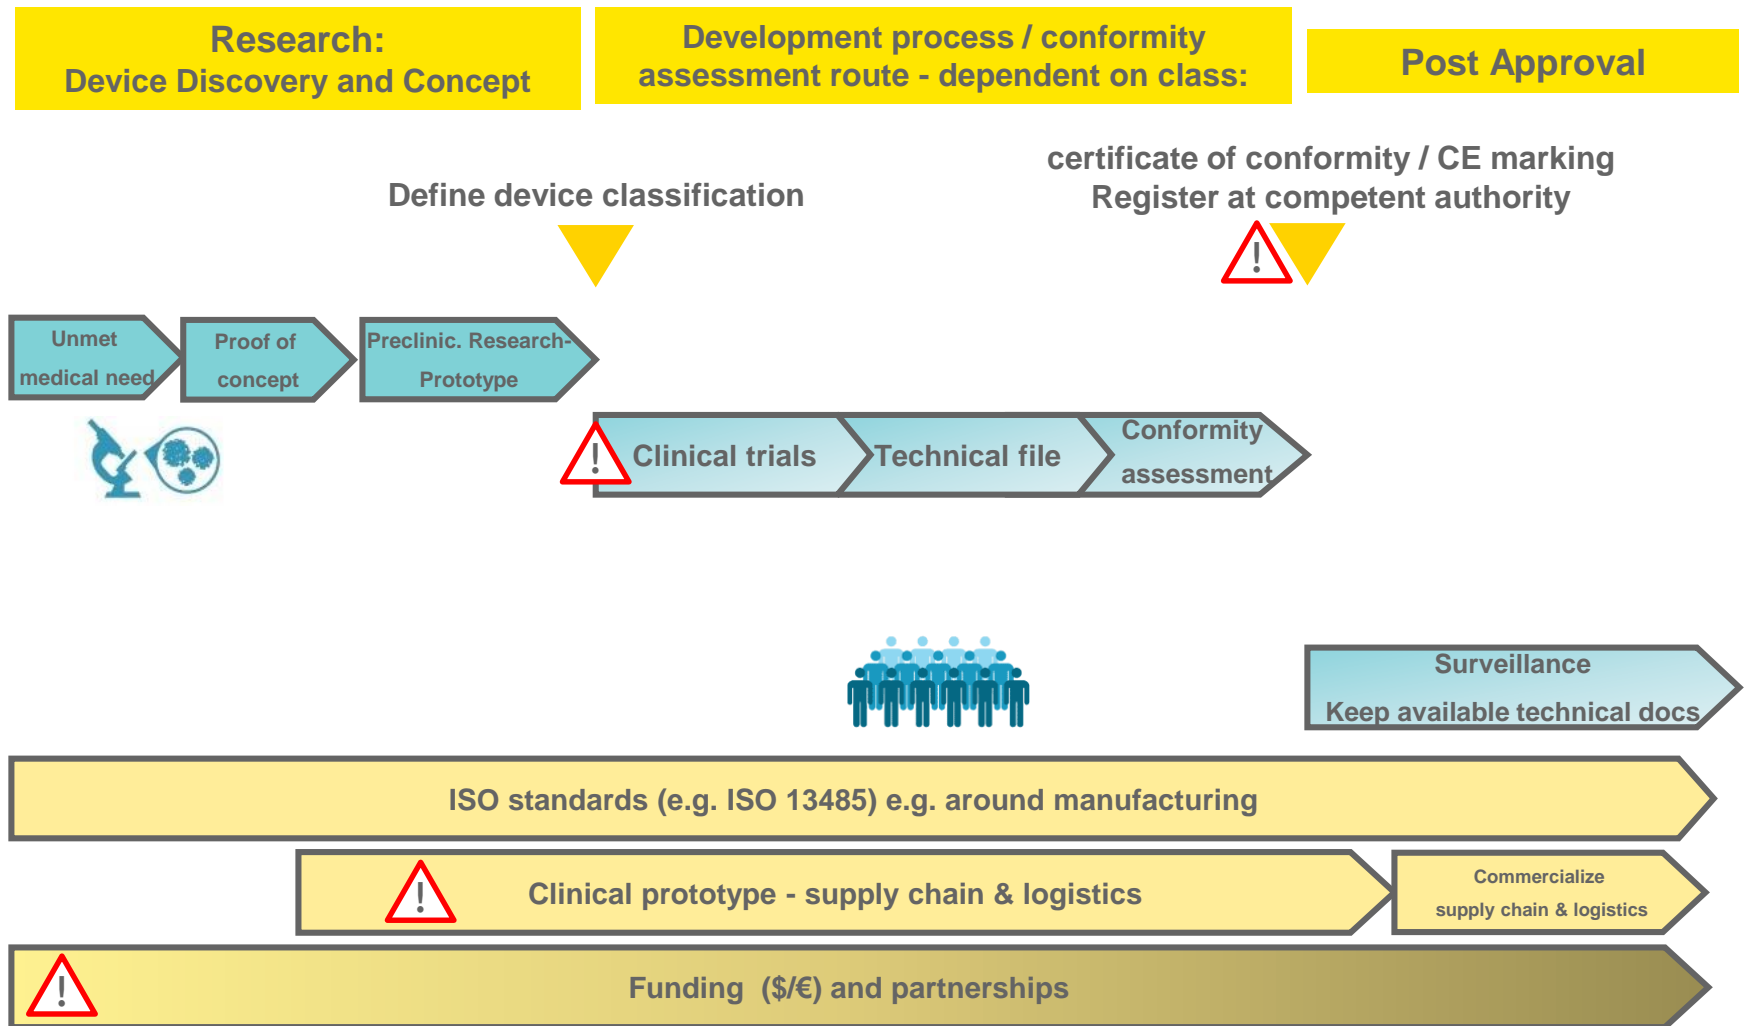 Research:
Device Discovery and Concept
Development process / conformity
assessment route - dependent on class:
Post Approval
certificate of conformity / CE marking
Register at competent authority
Define device classification
!
Unmet
medical need
Proof of
concept
Preclinic. Research-
Prototype
!
Clinical trials
Technical file
Conformity
assessment
Surveillance
Keep available technical docs
ISO standards (e.g. ISO 13485) e.g. around manufacturing
!
Clinical prototype - supply chain & logistics
Commercialize
supply chain & logistics
!
Funding  ($/€) and partnerships